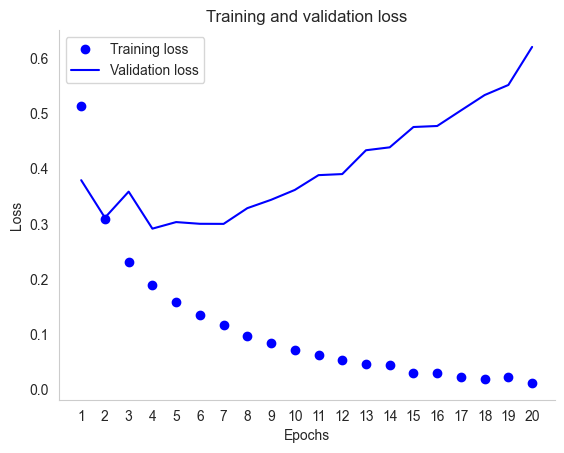 Training and validation loss
Training loss
Validation loss
Loss
0.6
0.5
0.4
0.3
0.2
0.1
0.0
1 2 3 4 5 6 7 8 9 10 11 12 13 14 15 16 17 18 19 20
Epochs